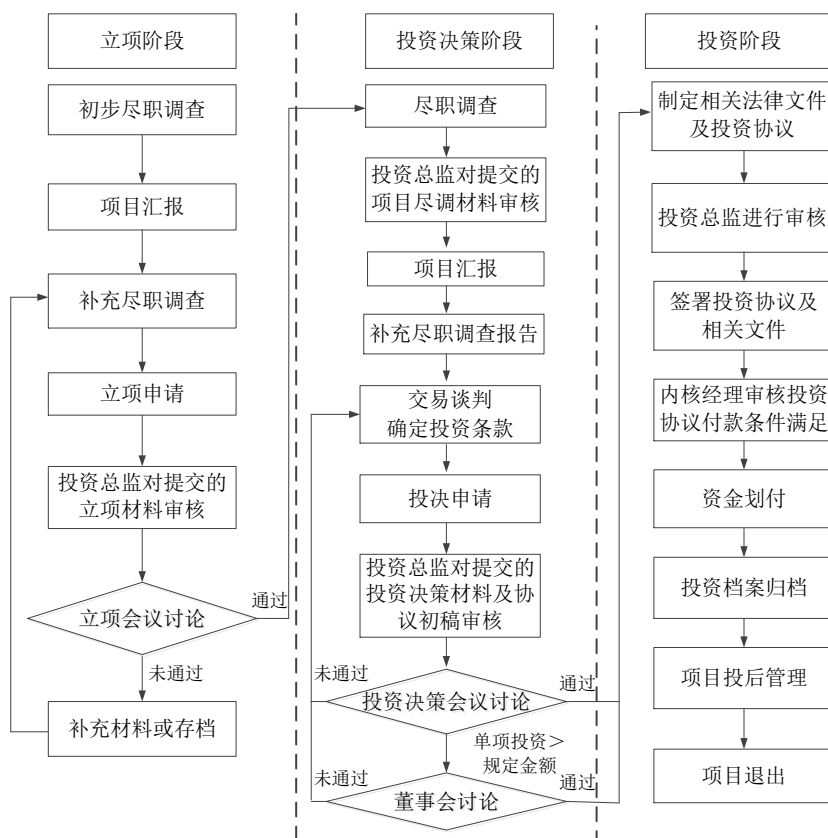 立项阶段
初步尽职调查
项目汇报
补充尽职调查
立项申请
投资总监对提交的
立项材料审核
立项会议讨论
通过
未通过
补充材料或存档
投资决策阶段
尽职调查
投资总监对提交的
项目尽调材料审核
项目汇报
补充尽职调查报告
交易谈判
确定投资条款
投决申请
投资总监对提交的
投资决策材料及协
议初稿审核
未通过
投资决策会议讨论
通过
单项投资＞
规定金额
未通过
董事会讨论
通过
投资阶段
制定相关法律文件
及投资协议
投资总监进行审核
签署投资协议及
相关文件
内核经理审核投资
协议付款条件满足
资金划付
投资档案归档
项目投后管理
项目退出